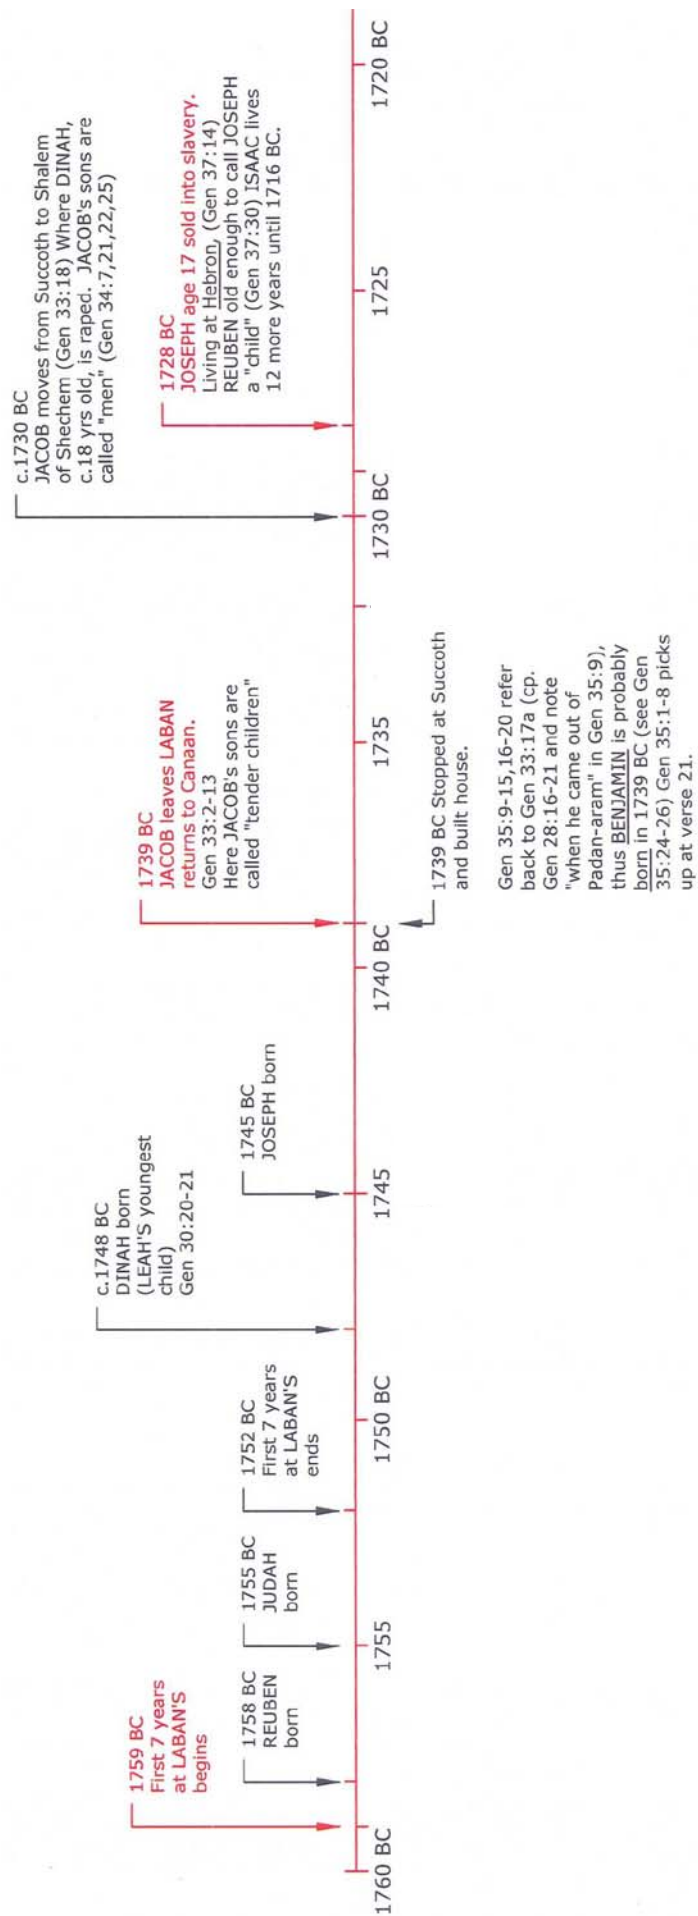 1759 BC
First 7 years
at LABAN'S
begins
1758 BC
REUBEN
born
1755 BC
JUDAH
born
1752 BC
First 7 years
at LABAN'S
ends
c.1748 BC
DINAH born
(LEAH'S youngest
child)
Gen 30:20-21
1745 BC
JOSEPH born
1739 BC
JACOB leaves LABAN
returns to Canaan.
Gen 33:2-13
Here JACOB's sons are
called "tender children"
c.1730 BC
JACOB moves from Succoth to Shalem
of Shechem (Gen 33:18) Where DINAH,
c.18 yrs old, is raped. JACOB's sons are
called "men" (Gen 34:7,21,22,25)
1728 BC
JOSEPH age 17 sold into slavery.
Living at Hebron, (Gen 37:14)
REUBEN old enough to call JOSEPH
a "child" (Gen 37:30) ISAAC lives
12 more years until 1716 BC.
1760 BC
1755
1750 BC
1745
1740 BC
1735
1730 BC
1725
1720 BC
1739 BC Stopped at Succoth
and built house.
Gen 35:9-15,16-20 refer
back to Gen 33:17a (cp.
Gen 28:16-21 and note
"when he came out of
Padan-aram" in Gen 35:9),
thus BENJAMIN is probably
born in 1739 BC (see Gen
35:24-26) Gen 35:1-8 picks
up at verse 21.